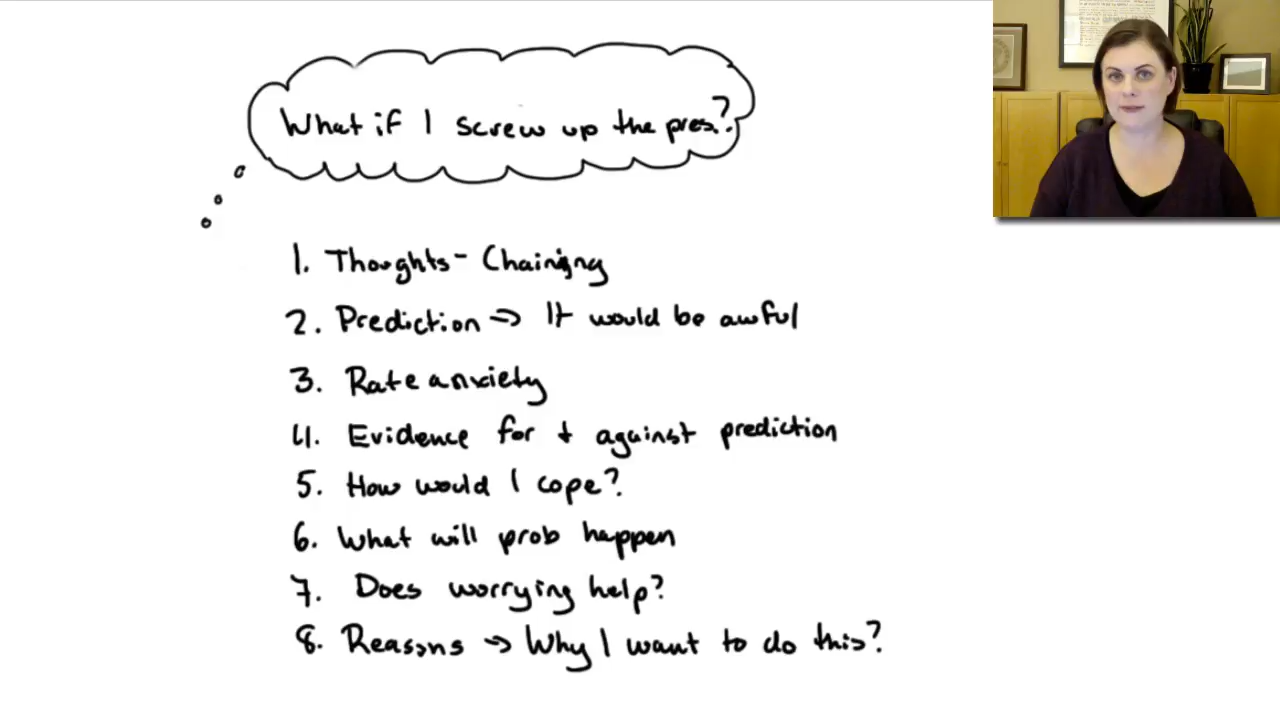 What if I screw up the pres?
1. Thoughts - Chaining
2. Prediction => It would be awful
3. Rate anxiety
4. Evidence for + against prediction
5. How would I cope?
6. What will prob happen
7. Does worrying help?
8. Reasons → Why I want to do this?